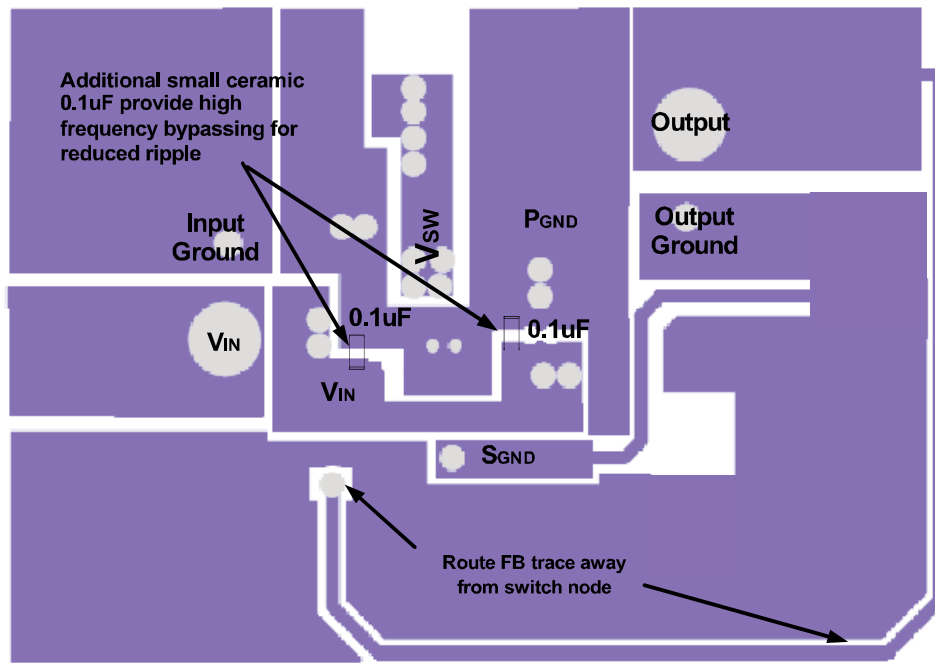 Additional small ceramic
0.1uF provide high
frequency bypassing for
reduced ripple
Output
Input
Ground
VSW
PGND
Output
Ground
VIN
0.1uF
0.1uF
VIN
SGND
Route FB trace away
from switch node